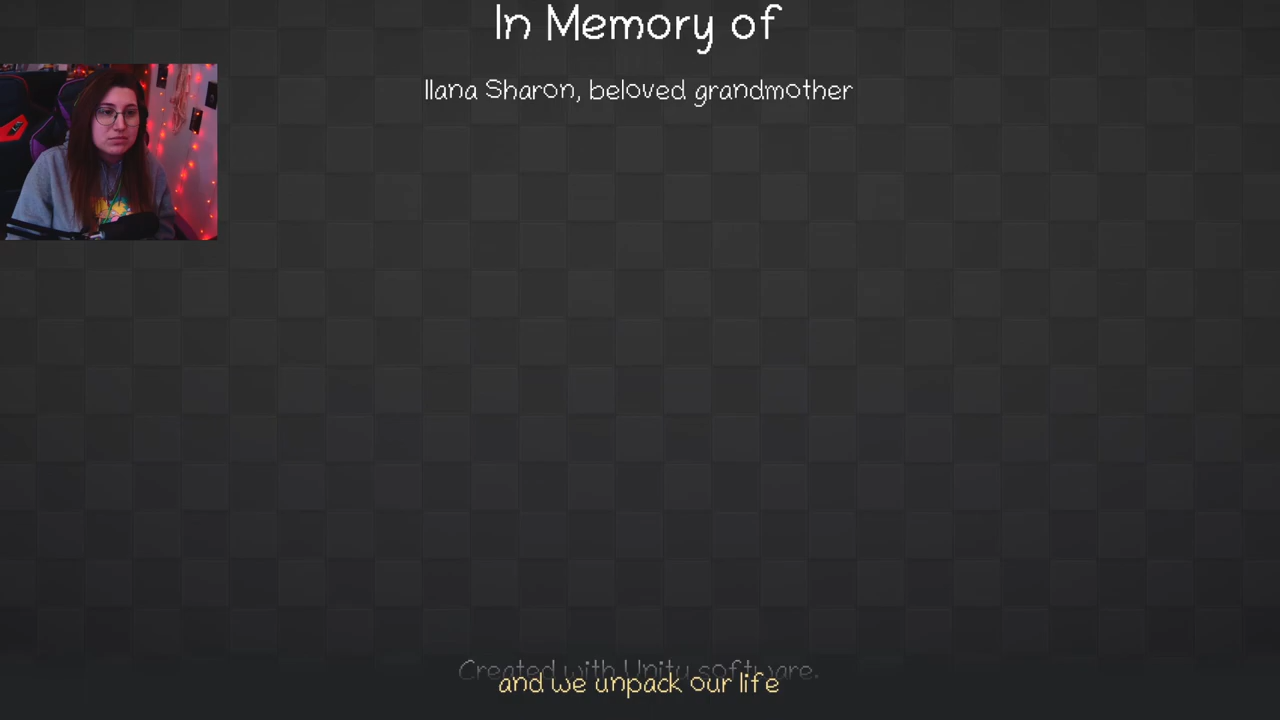 In Memory of
Ilana Sharon, beloved grandmother
Created with Unity software.
and we unpack our life